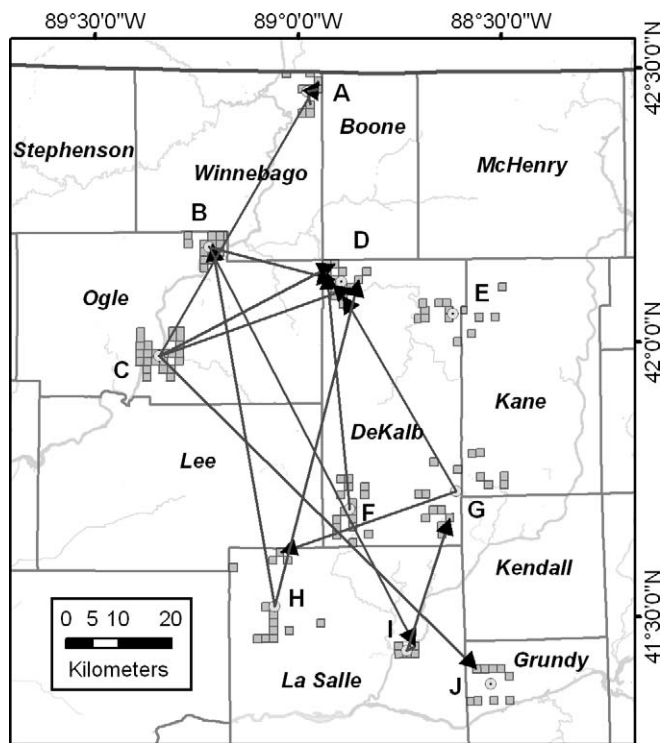 89°30'0"W 89°0'0"W 88°30'0"W
42°30'0"N
A
Boone
Stephenson
McHenry
Winnebago
B
D
Ogle
E
42°0'0"N
C
Kane
DeKalb
Lee
F
G
Kendall
H
41°30'0"N
0 5 10 20
Kilometers
I
Grundy
La Salle
J